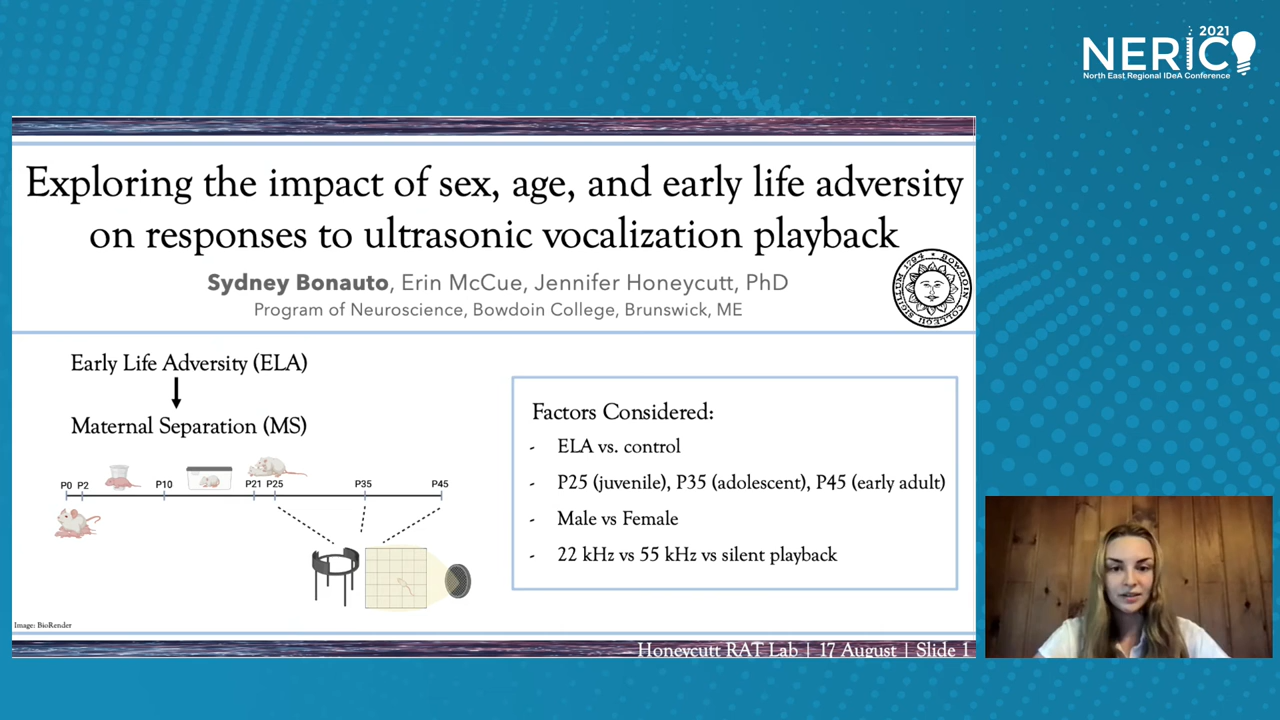 2021
NERIC
North East Regional IDeA Conference
Exploring the impact of sex, age, and early life adversity
on responses to ultrasonic vocalization playback
Sydney Bonauto, Erin McCue, Jennifer Honeycutt, PhD
Program of Neuroscience, Bowdoin College, Brunswick, ME
SIGILLUM 1794 BOWDOIN COLLEGE
Early Life Adversity (ELA)
Maternal Separation (MS)
P0 P2 P10 P21 P25 P35 P45
Factors Considered:
- ELA vs. control
- P25 (juvenile), P35 (adolescent), P45 (early adult)
- Male vs Female
- 22 kHz vs 55 kHz vs silent playback
Image: BioRender
Honeycutt RAT Lab | 17 August | Slide 1